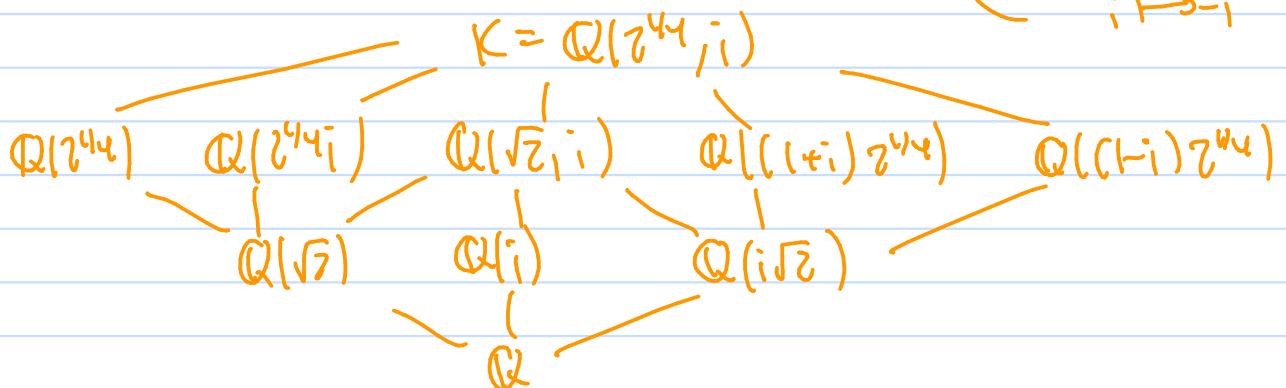 i ↦ -i
K = Q(2^{1/4}, i)
Q(2^{1/4}) Q(2^{1/4}i) Q(√2, i) Q((1+i)2^{1/4}) Q((1-i)2^{1/4})
Q(√2) Q(i) Q(i√2)
Q